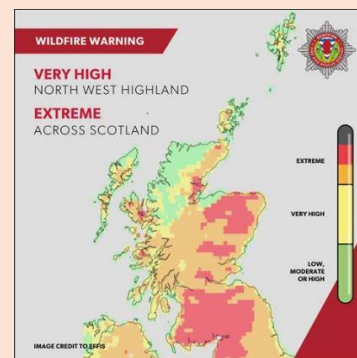 WILDFIRE WARNING
VERY HIGH
NORTH WEST HIGHLAND
EXTREME
ACROSS SCOTLAND
EXTREME
VERY HIGH
LOW,
MODERATE
OR HIGH
IMAGE CREDIT TO EFFIS